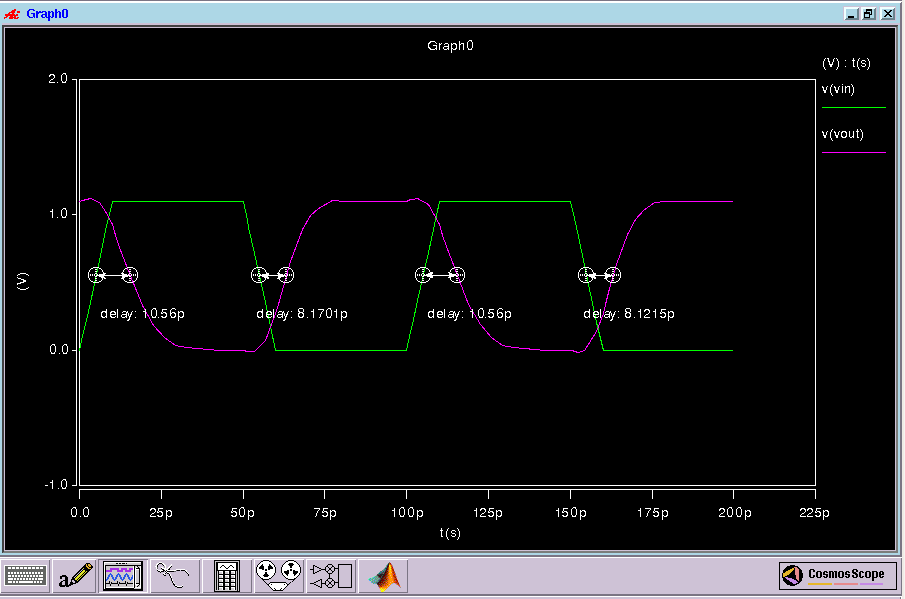 Graph0
Graph0
(V) : t(s)
v(vin)
v(vout)
2.0
1.0
0.0
-1.0
(V)
delay: 10.56p
delay: 8.1701p
delay: 10.56p
delay: 8.1215p
0.0 25p 50p 75p 100p 125p 150p 175p 200p 225p
t(s)
a
CosmosScope